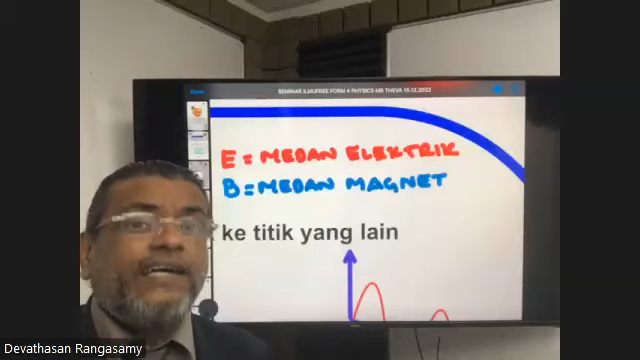 Done
SEMINAR ILMUFREE FORM 4 PHYSICS MR THEVA 15.12.2022
E = MEDAN ELEKTRIK
B = MEDAN MAGNET
ke titik yang lain
Devathasan Rangasamy